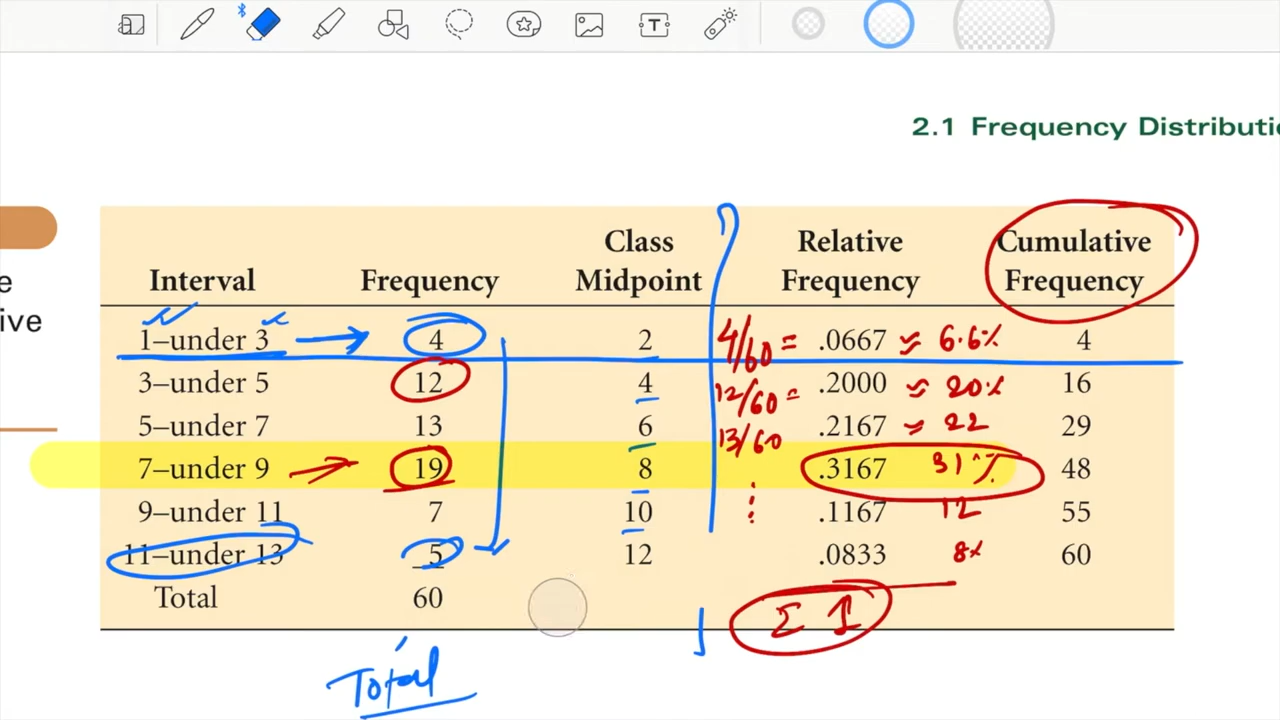 2.1 Frequency Distributi
e
ive
Class Relative Cumulative
Interval Frequency Midpoint Frequency Frequency
1–under 3 4 2 4/60 = .0667 ≈ 6.6% 4
3–under 5 12 4 12/60 = .2000 ≈ 20% 16
5–under 7 13 6 13/60 .2167 ≈ 22 29
7–under 9 19 8 .3167 31% 48
9–under 11 7 10 .1167 12 55
11–under 13 5 12 .0833 8% 60
Total 60 Σ 1
Total